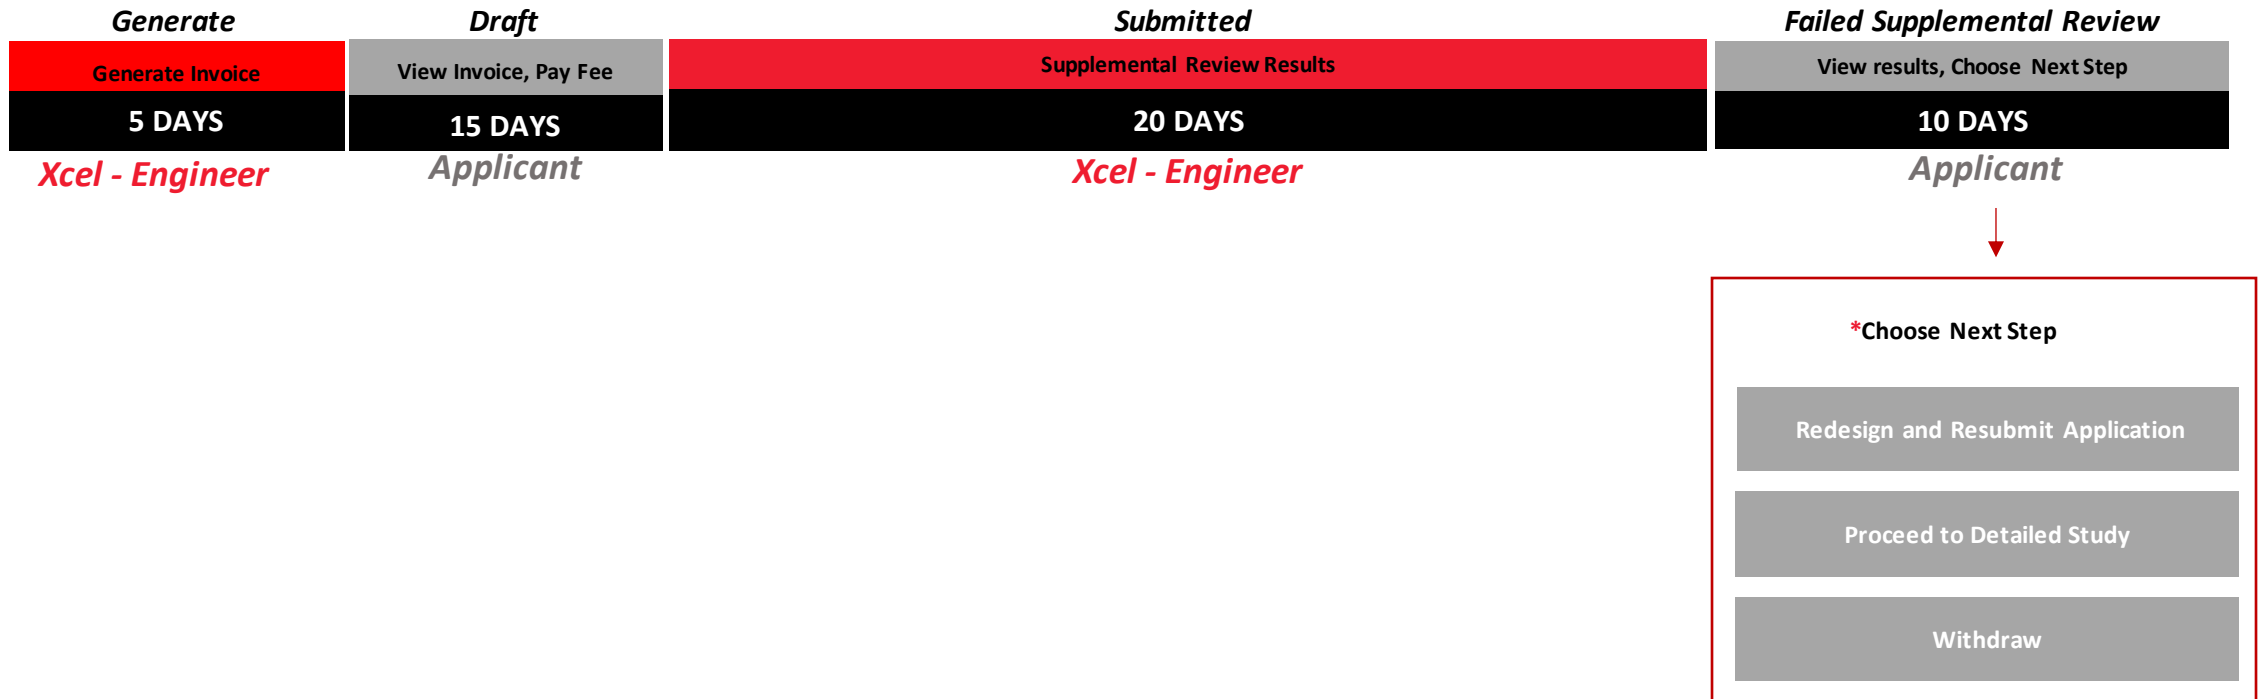 Generate
Draft
Submitted
Failed Supplemental Review
Generate Invoice
View Invoice, Pay Fee
Supplemental Review Results
View results, Choose Next Step
5 DAYS
15 DAYS
20 DAYS
10 DAYS
Xcel - Engineer
Applicant
Xcel - Engineer
Applicant
*Choose Next Step
Redesign and Resubmit Application
Proceed to Detailed Study
Withdraw